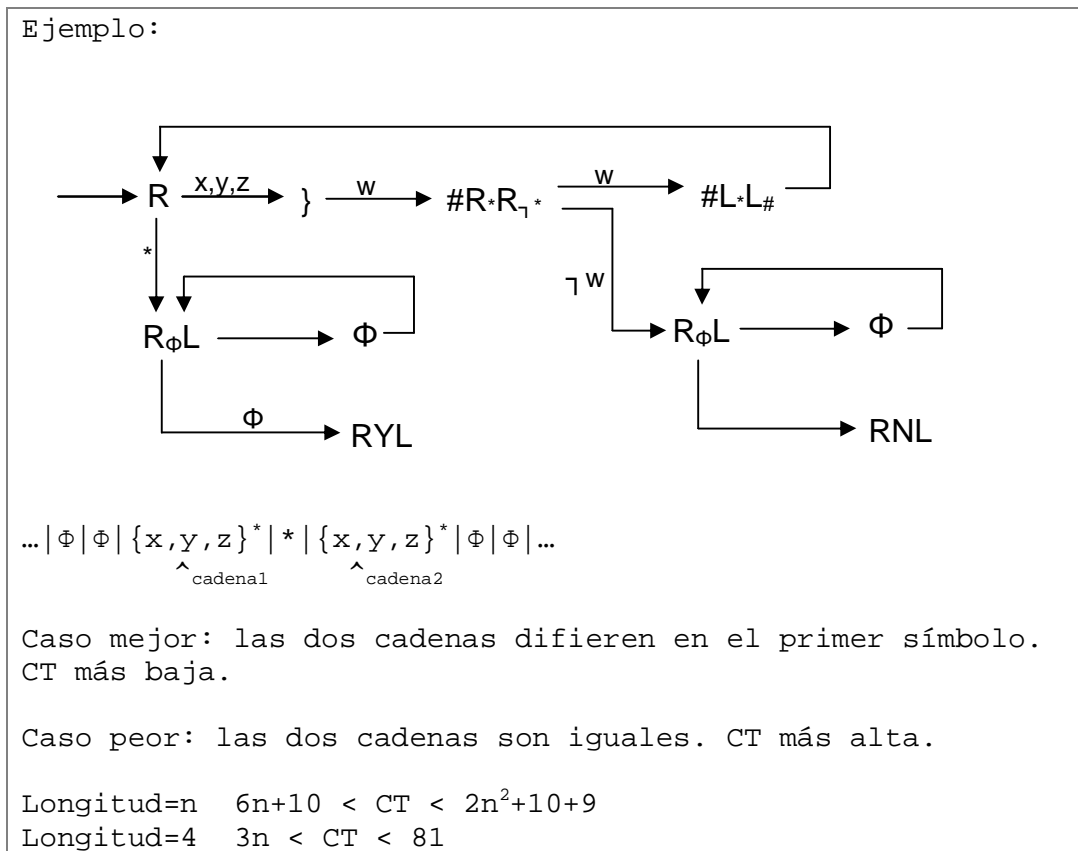 Ejemplo:
R x,y,z } w #R*R┐* w #L*L#
*
┐w
RΦL Φ RΦL Φ
Φ RYL RNL
…|Φ|Φ|{x,y,z}*|*|{x,y,z}*|Φ|Φ|…
^cadena1 ^cadena2
Caso mejor: las dos cadenas difieren en el primer símbolo.
CT más baja.
Caso peor: las dos cadenas son iguales. CT más alta.
Longitud=n 6n+10 < CT < 2n²+10+9
Longitud=4 3n < CT < 81